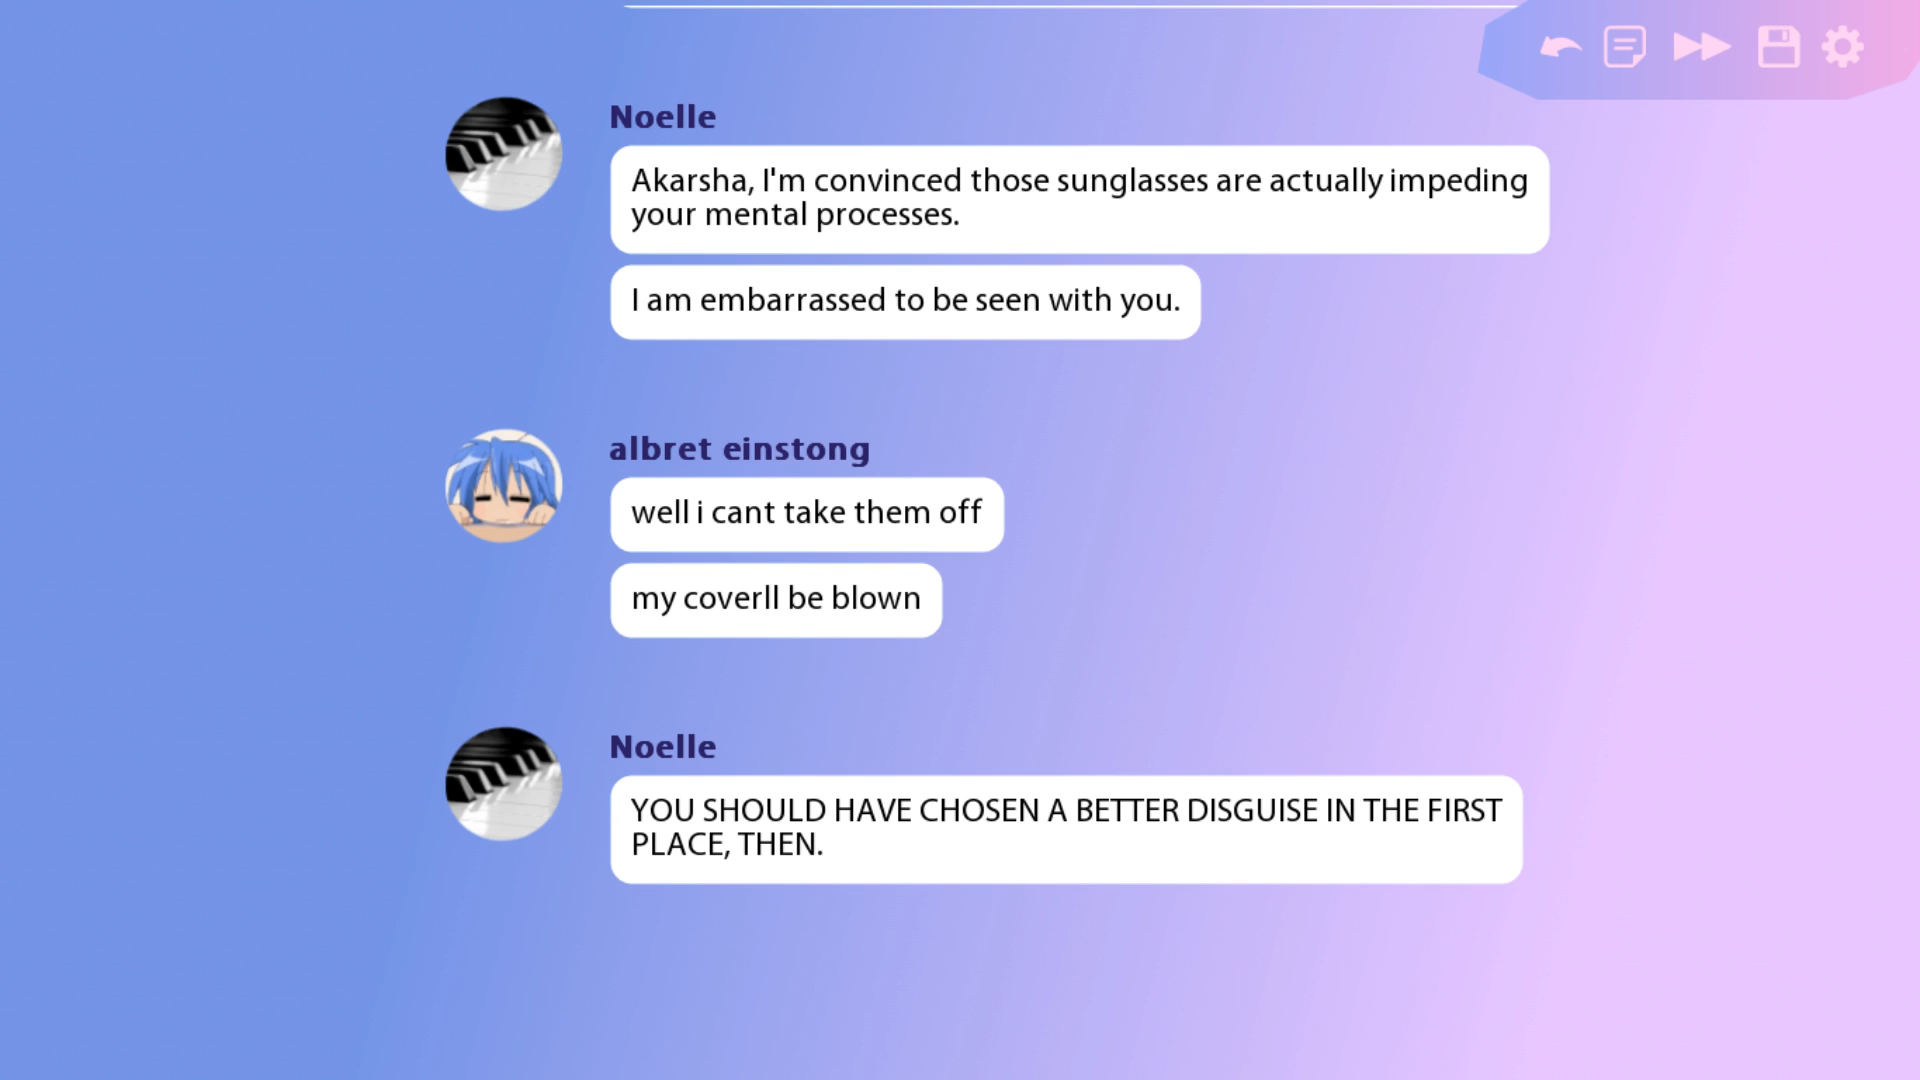 Noelle
Akarsha, I'm convinced those sunglasses are actually impeding
your mental processes.
I am embarrassed to be seen with you.
albret einstong
well i cant take them off
my coverll be blown
Noelle
YOU SHOULD HAVE CHOSEN A BETTER DISGUISE IN THE FIRST
PLACE, THEN.